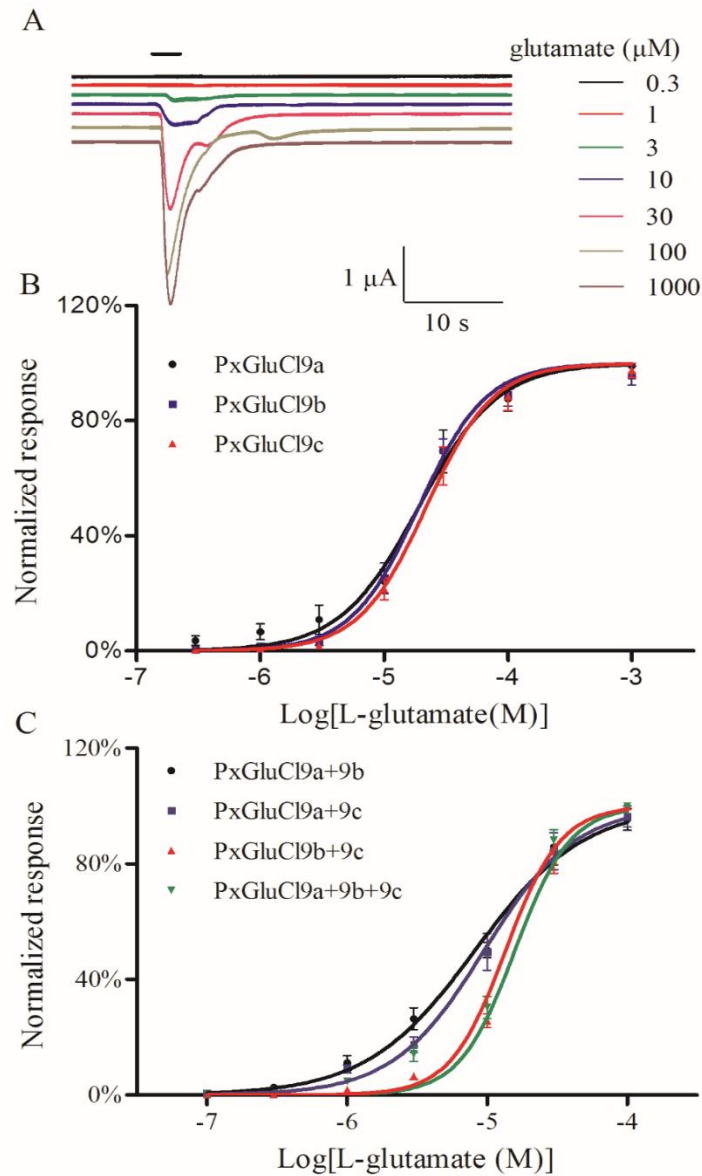 A
glutamate (μM)
0.3
1
3
10
30
100
1000
1 μA
10 s
B
120%
80%
40%
0%
Normalized response
PxGluCl9a
PxGluCl9b
PxGluCl9c
-7
-6
-5
-4
-3
Log[L-glutamate(M)]
C
120%
80%
40%
0%
Normalized response
PxGluCl9a+9b
PxGluCl9a+9c
PxGluCl9b+9c
PxGluCl9a+9b+9c
-7
-6
-5
-4
Log[L-glutamate (M)]